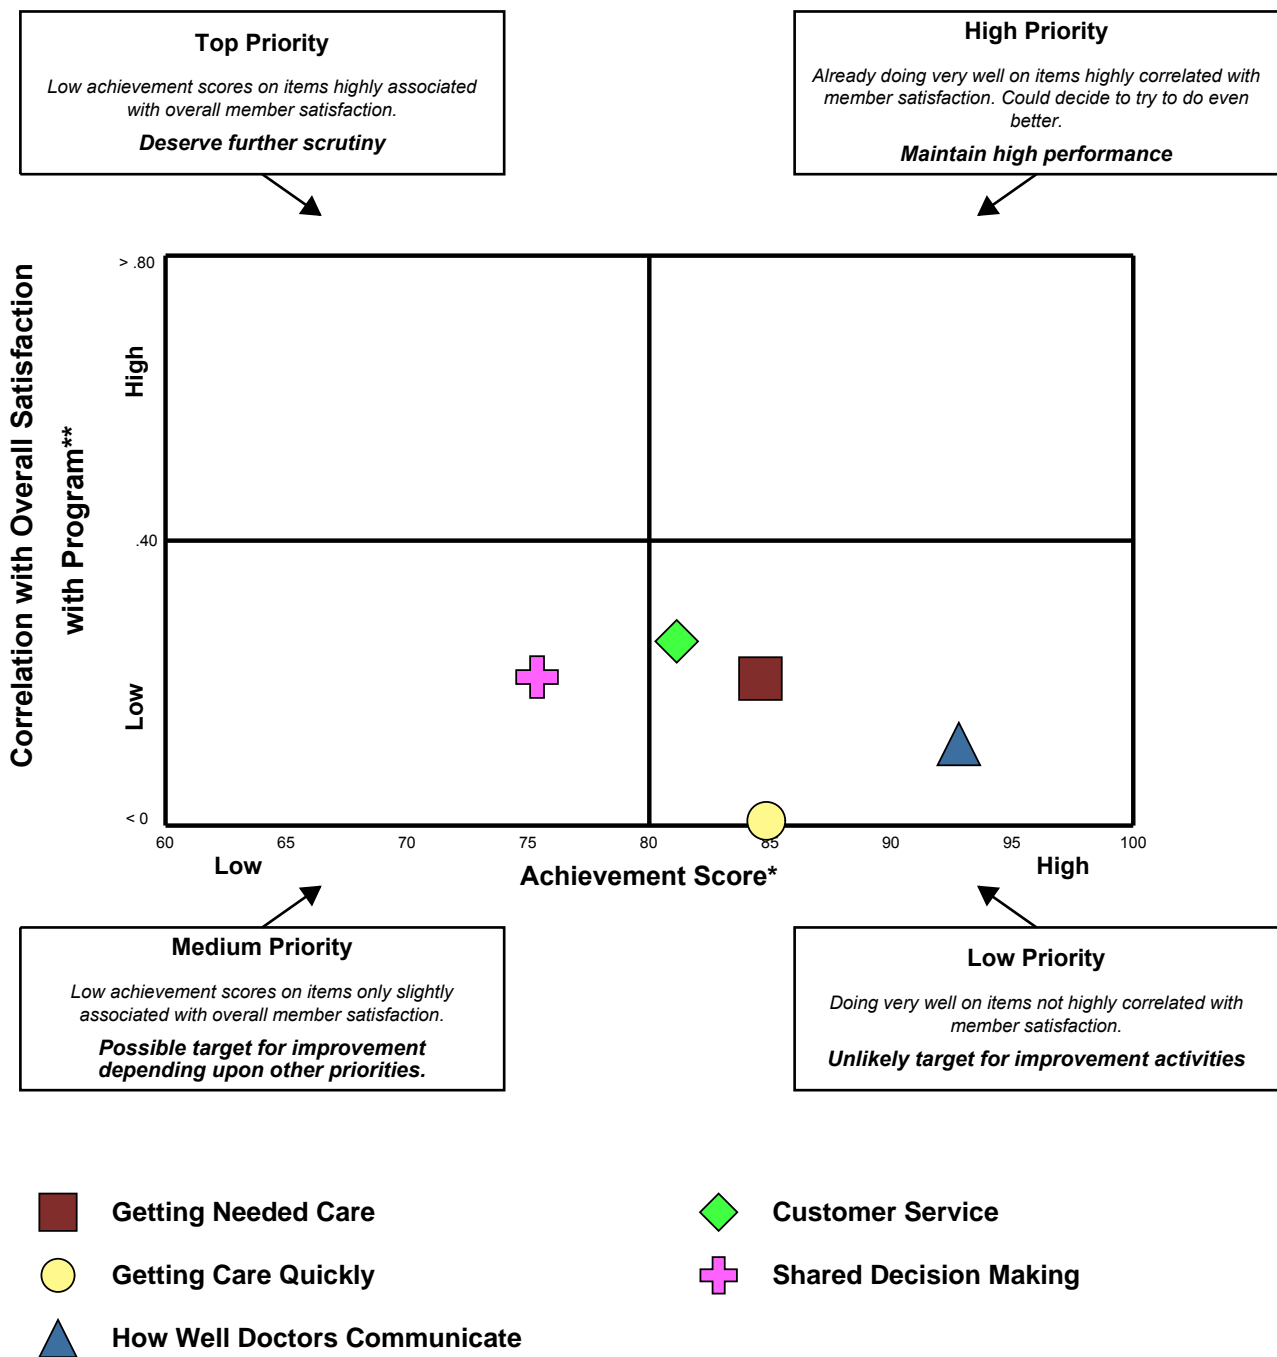 Top Priority
Low achievement scores on items highly associated
with overall member satisfaction.
Deserve further scrutiny
High Priority
Already doing very well on items highly correlated with
member satisfaction. Could decide to try to do even
better.
Maintain high performance
Correlation with Overall Satisfaction
with Program**
> .80
High
.40
Low
< 0
60
65
70
75
80
85
90
95
100
Low
Achievement Score*
High
Medium Priority
Low achievement scores on items only slightly
associated with overall member satisfaction.
Possible target for improvement
depending upon other priorities.
Low Priority
Doing very well on items not highly correlated with
member satisfaction.
Unlikely target for improvement activities
Getting Needed Care
Customer Service
Getting Care Quickly
Shared Decision Making
How Well Doctors Communicate